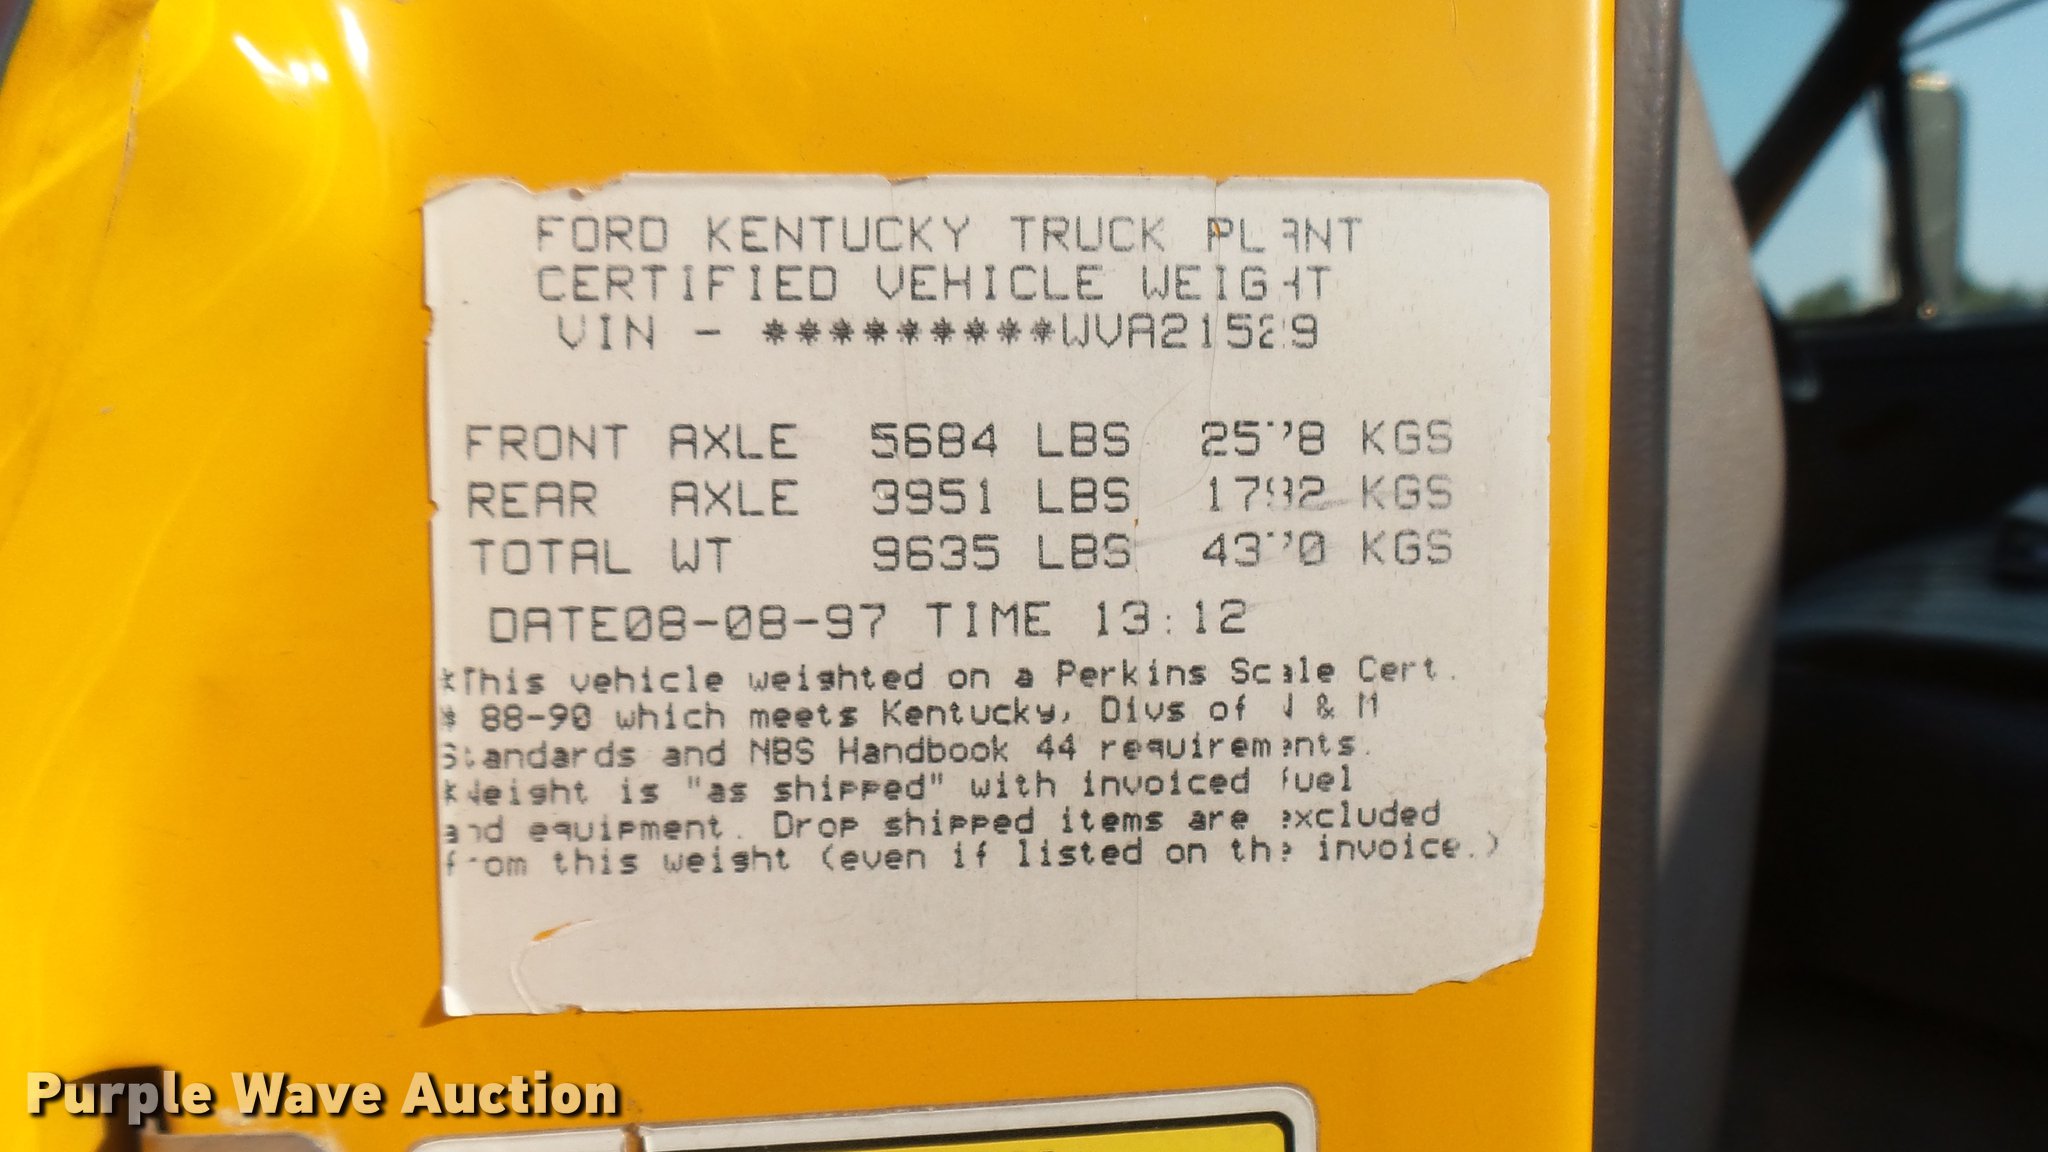 FORD KENTUCKY TRUCK PLANT
CERTIFIED VEHICLE WEIGHT
VIN - *********WVA21529
FRONT AXLE 5684 LBS 2578 KGS
REAR AXLE 3951 LBS 1792 KGS
TOTAL WT 9635 LBS 4370 KGS
DATE08-08-97 TIME 13:12
*This vehicle weighted on a Perkins Scale Cert.
# 88-90 which meets Kentucky, Divs of W & M
Standards and NBS Handbook 44 requirements.
*Weight is "as shipped" with invoiced fuel
and equipment. Drop shipped items are excluded
from this weight (even if listed on the invoice.)
Purple Wave Auction